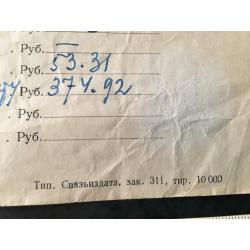 . Руб.
. Руб. 53.31
. Руб. 374.92
. Руб.
. Руб.
Тип. Связьиздата, зак. 311, тир. 10 000